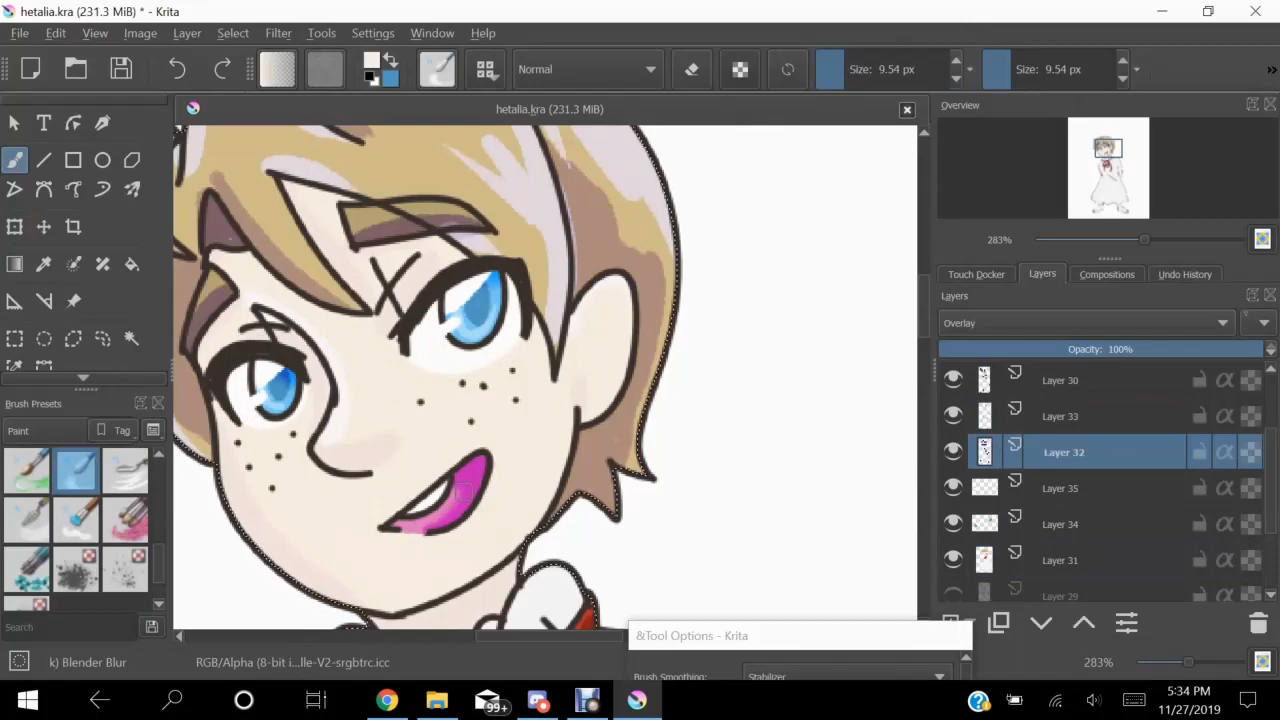 hetalia.kra (231.3 MiB) * - Krita
File Edit View Image Layer Select Filter Tools Settings Window Help
Normal
Size: 9.54 px
Size: 9.54 px
»
hetalia.kra (231.3 MiB)
Overview
283%
Touch Docker Layers Compositions Undo History
Layers
Overlay
Opacity: 100%
Layer 30
Layer 33
Layer 32
Layer 35
Layer 34
Layer 31
Layer 29
Brush Presets
Paint
Tag
Search
&Tool Options - Krita
Brush Smoothing: Stabilizer
k) Blender Blur
RGB/Alpha (8-bit i...lle-V2-srgbtrc.icc
283%
99+
5:34 PM
11/27/2019